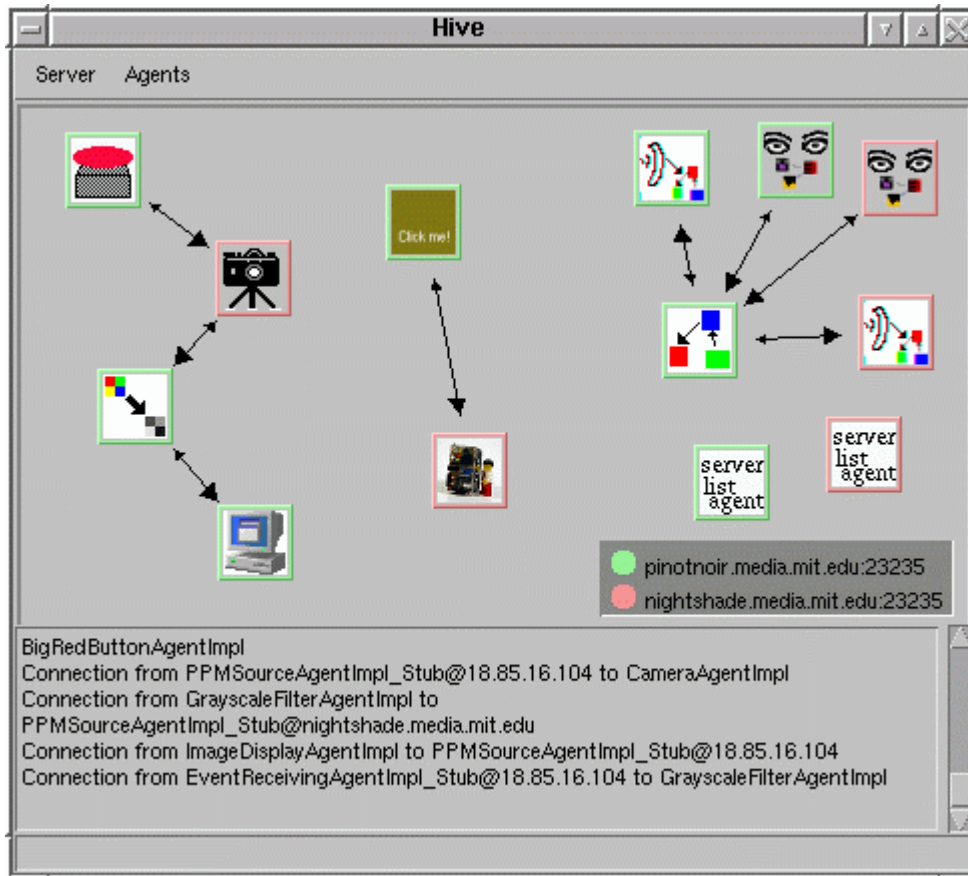 Hive
Server Agents
Click me!
server
list
agent
server
list
agent
pinotnoir.media.mit.edu:23235
nightshade.media.mit.edu:23235
BigRedButtonAgentImpl
Connection from PPMSourceAgentImpl_Stub@18.85.16.104 to CameraAgentImpl
Connection from GrayscaleFilterAgentImpl to
PPMSourceAgentImpl_Stub@nightshade.media.mit.edu
Connection from ImageDisplayAgentImpl to PPMSourceAgentImpl_Stub@18.85.16.104
Connection from EventReceivingAgentImpl_Stub@18.85.16.104 to GrayscaleFilterAgentImpl